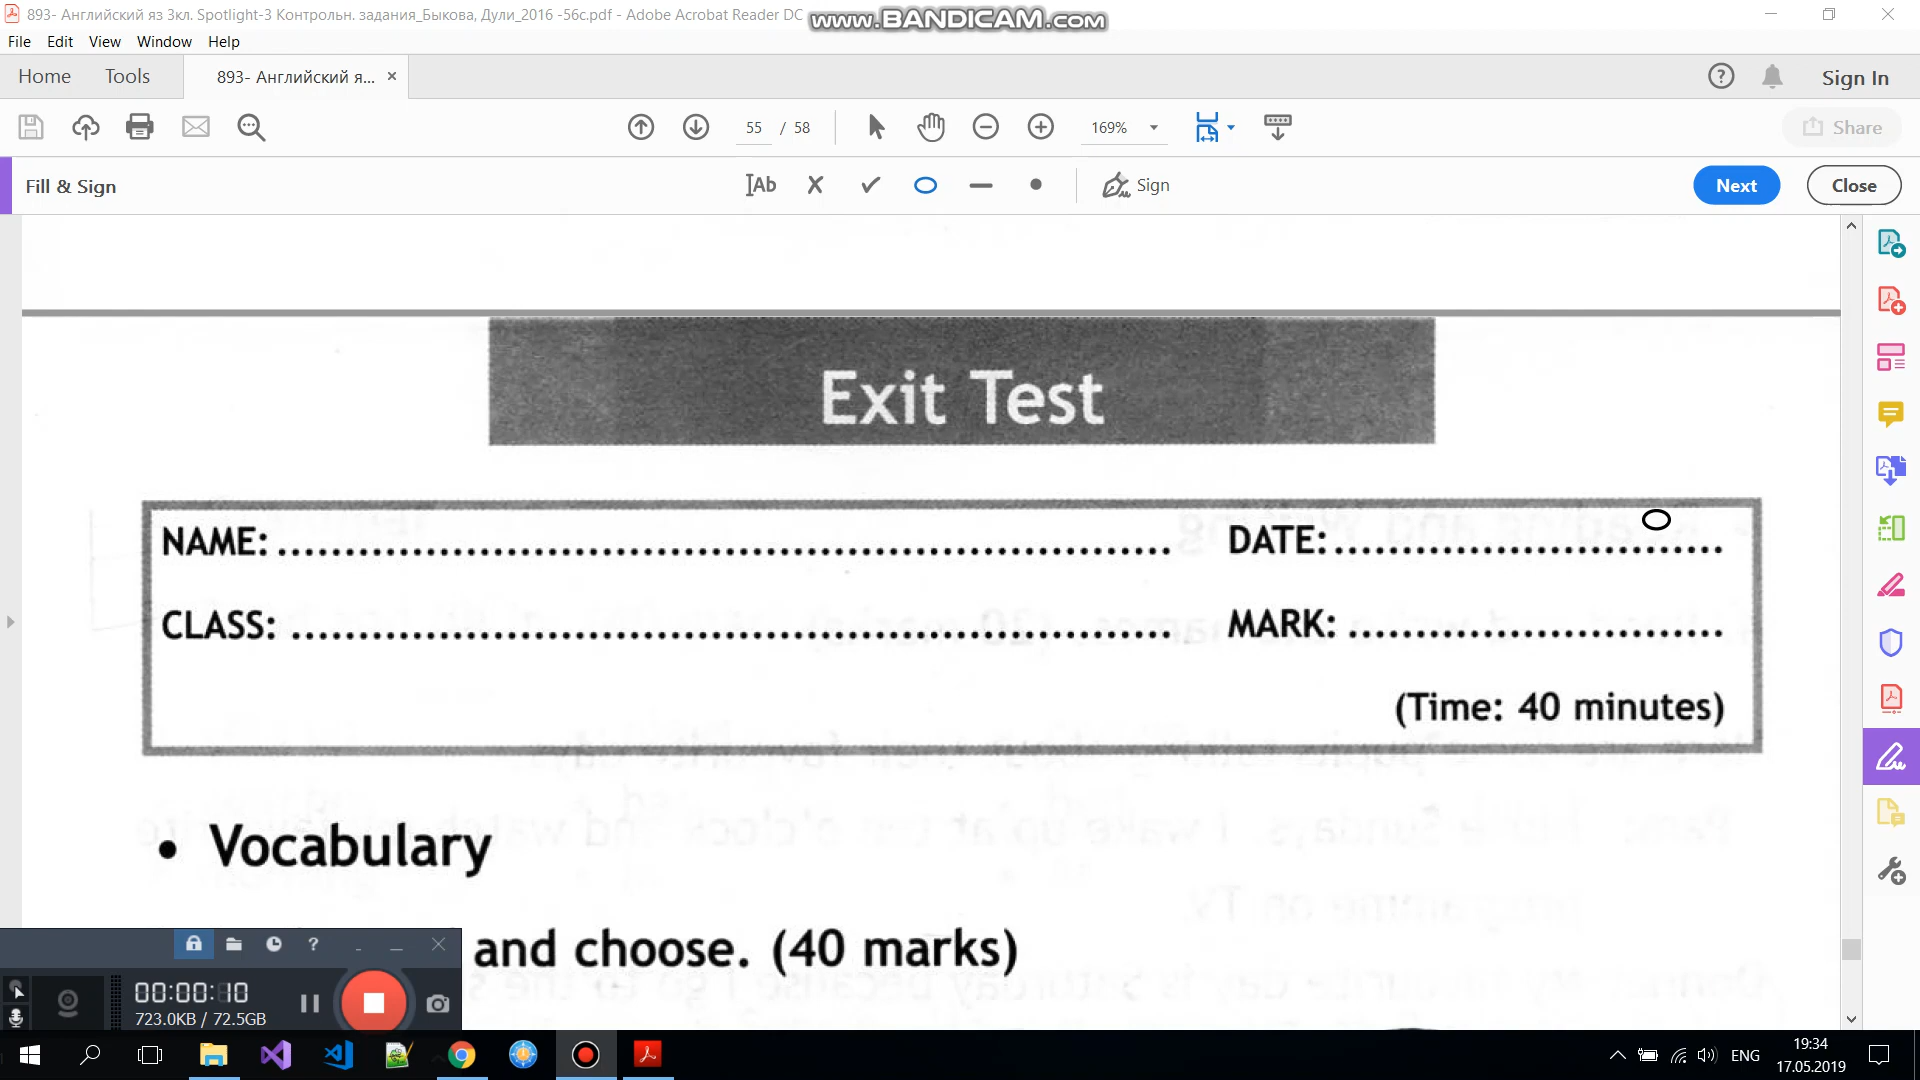 893- Английский яз 3кл. Spotlight-3 Контрольн. задания_Быкова, Дули_2016 -56с.pdf - Adobe Acrobat Reader DC
www.BANDICAM.com
File Edit View Window Help
Home Tools 893- Английский я... Sign In
55 / 58 169% Share
Fill & Sign Ab Sign Next Close
Exit Test
NAME: DATE:
CLASS: MARK:
(Time: 40 minutes)
• Vocabulary
and choose. (40 marks)
00:00:10
723.0KB / 72.5GB
ENG
19:34
17.05.2019